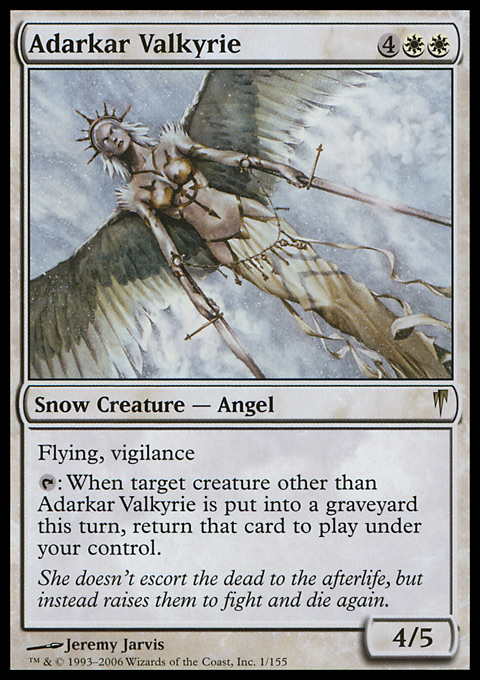 Adarkar Valkyrie 4
Snow Creature — Angel
Flying, vigilance
: When target creature other than
Adarkar Valkyrie is put into a graveyard
this turn, return that card to play under
your control.
She doesn't escort the dead to the afterlife, but
instead raises them to fight and die again.
Jeremy Jarvis
4/5
™ & © 1993–2006 Wizards of the Coast, Inc. 1/155